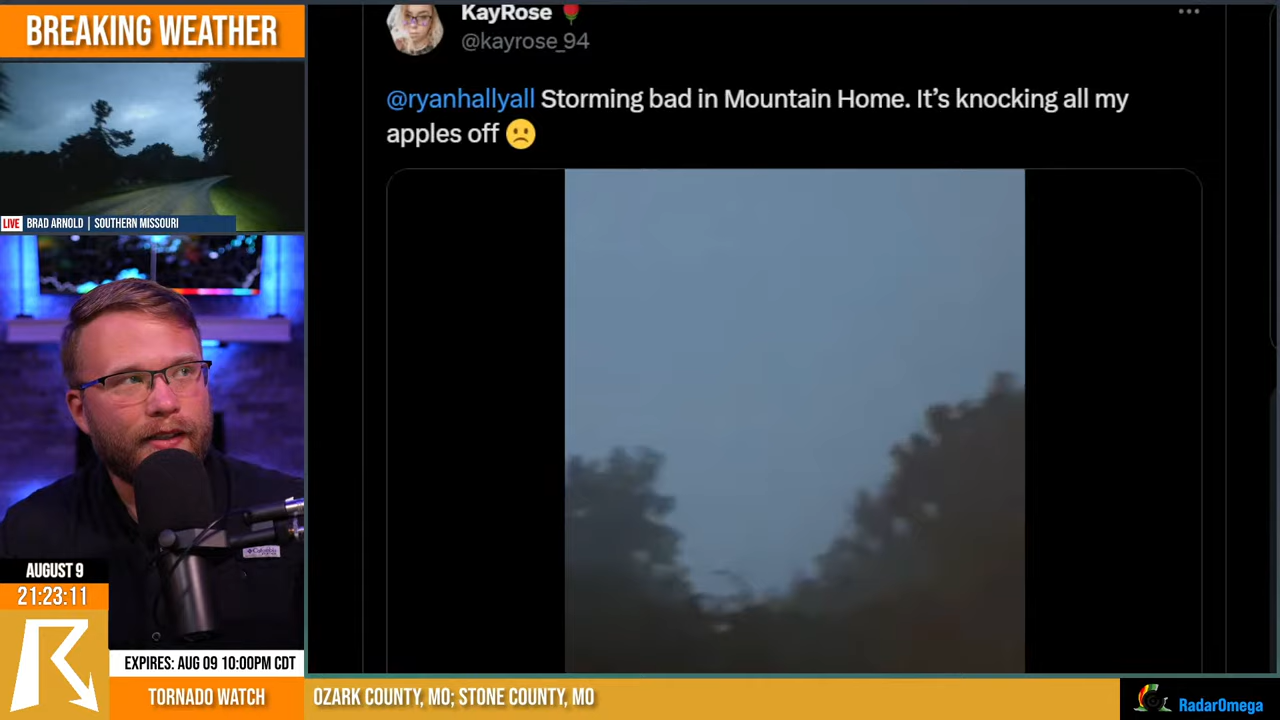 BREAKING WEATHER
LIVE BRAD ARNOLD | SOUTHERN MISSOURI
KayRose 🌹
@kayrose_94
@ryanhallyall Storming bad in Mountain Home. It’s knocking all my
apples off 🙁
Columbia
AUGUST 9
21:23:11
EXPIRES: AUG 09 10:00PM CDT
TORNADO WATCH
OZARK COUNTY, MO; STONE COUNTY, MO
RadarOmega